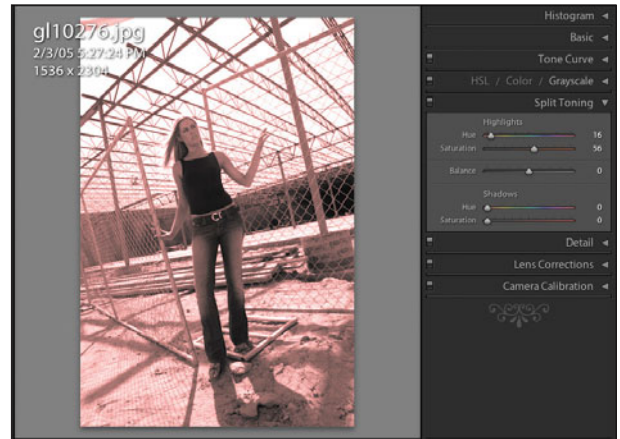 gl10276.jpg
2/3/05 5:27:24 PM
1536 x 2304
Histogram
Basic
Tone Curve
HSL / Color / Grayscale
Split Toning
Highlights
Hue 16
Saturation 56
Balance 0
Shadows
Hue 0
Saturation 0
Detail
Lens Corrections
Camera Calibration